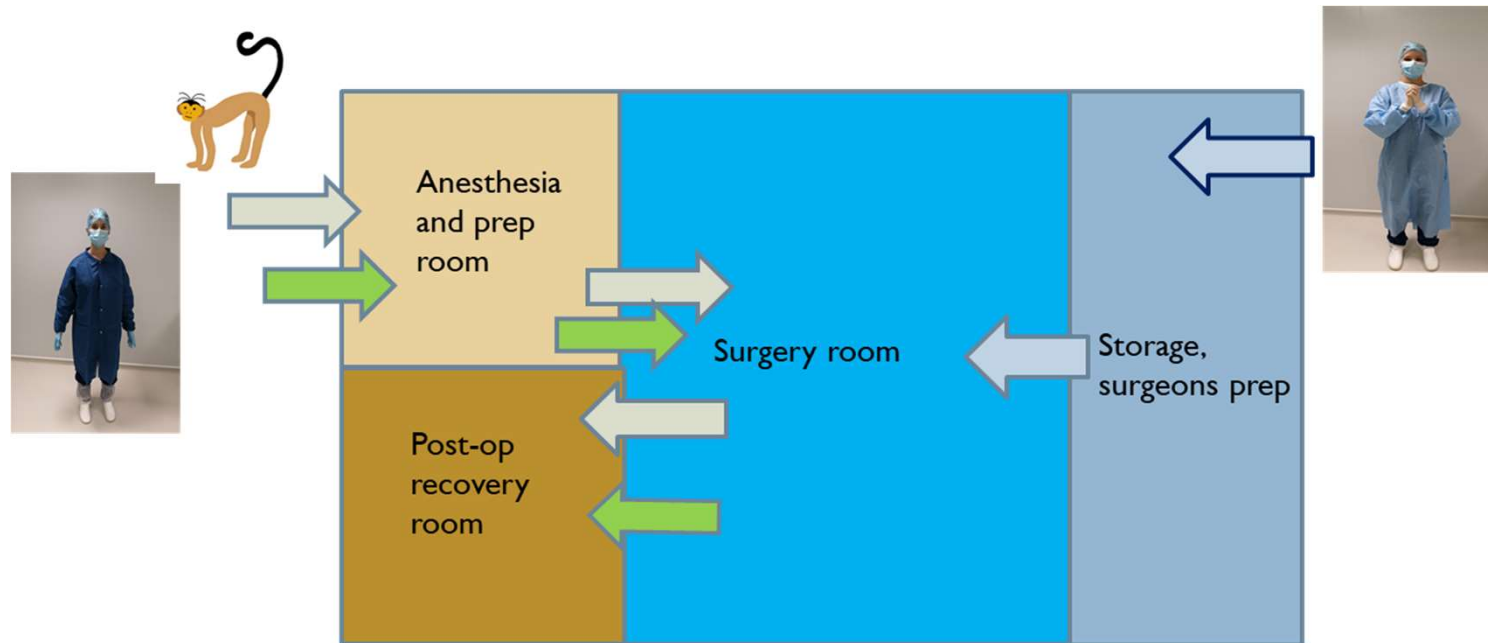 Anesthesia
and prep
room
Surgery room
Storage,
surgeons prep
Post-op
recovery
room